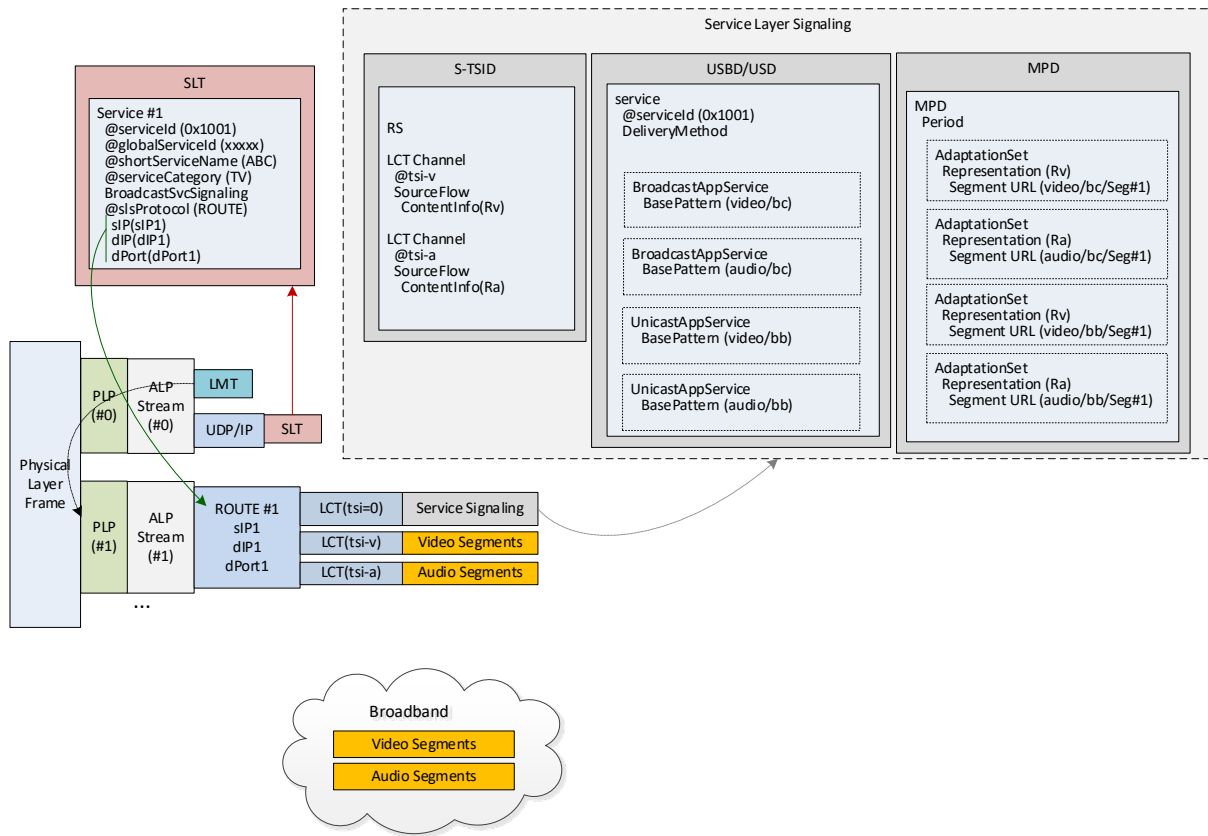 Service Layer Signaling
SLT
Service #1
@serviceId (0x1001)
@globalServiceId (xxxxx)
@shortServiceName (ABC)
@serviceCategory (TV)
BroadcastSvcSignaling
@slsProtocol (ROUTE)
sIP(sIP1)
dIP(dIP1)
dPort(dPort1)
S-TSID
RS
LCT Channel
@tsi-v
SourceFlow
ContentInfo(Rv)
LCT Channel
@tsi-a
SourceFlow
ContentInfo(Ra)
USBD/USD
service
@serviceId (0x1001)
DeliveryMethod
BroadcastAppService
BasePattern (video/bc)
BroadcastAppService
BasePattern (audio/bc)
UnicastAppService
BasePattern (video/bb)
UnicastAppService
BasePattern (audio/bb)
MPD
MPD
Period
AdaptationSet
Representation (Rv)
Segment URL (video/bc/Seg#1)
AdaptationSet
Representation (Ra)
Segment URL (audio/bc/Seg#1)
AdaptationSet
Representation (Rv)
Segment URL (video/bb/Seg#1)
AdaptationSet
Representation (Ra)
Segment URL (audio/bb/Seg#1)
Physical
Layer
Frame
PLP
(#0)
ALP
Stream
(#0)
LMT
UDP/IP
SLT
PLP
(#1)
ALP
Stream
(#1)
ROUTE #1
sIP1
dIP1
dPort1
LCT(tsi=0)
Service Signaling
LCT(tsi-v)
Video Segments
LCT(tsi-a)
Audio Segments
...
Broadband
Video Segments
Audio Segments